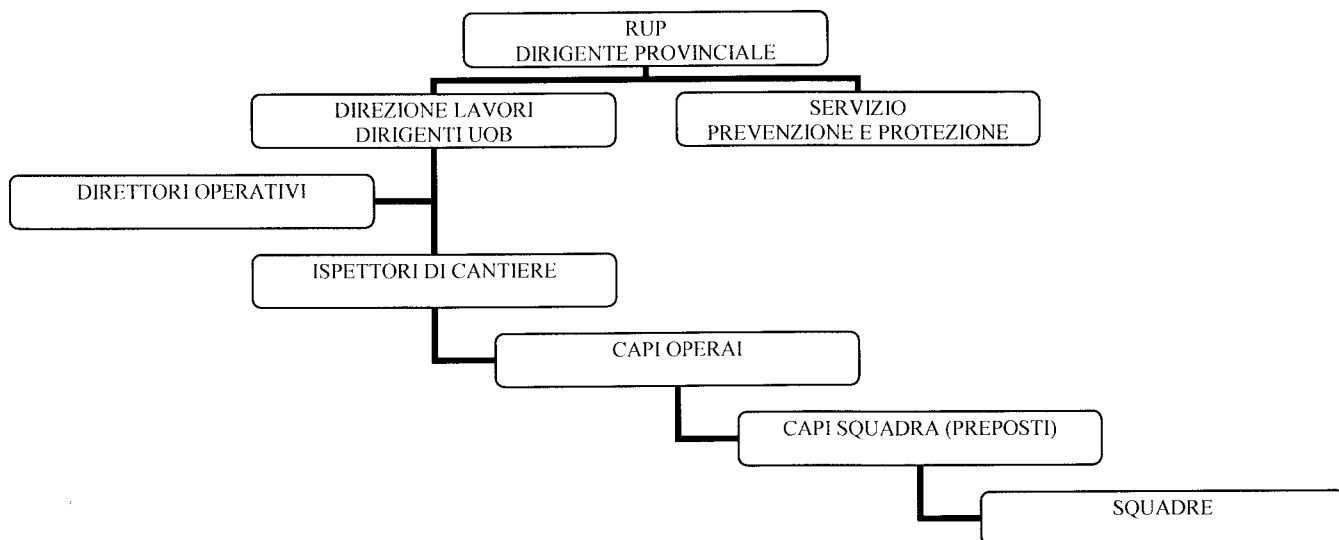 RUP
DIRIGENTE PROVINCIALE
DIREZIONE LAVORI
DIRIGENTI UOB
SERVIZIO
PREVENZIONE E PROTEZIONE
DIRETTORI OPERATIVI
ISPETTORI DI CANTIERE
CAPI OPERAI
CAPI SQUADRA (PREPOSTI)
SQUADRE